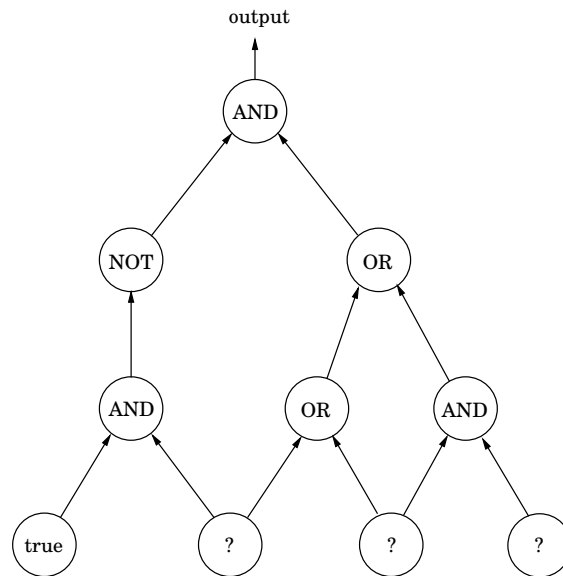 output
AND
NOT OR
AND OR AND
true ? ? ?